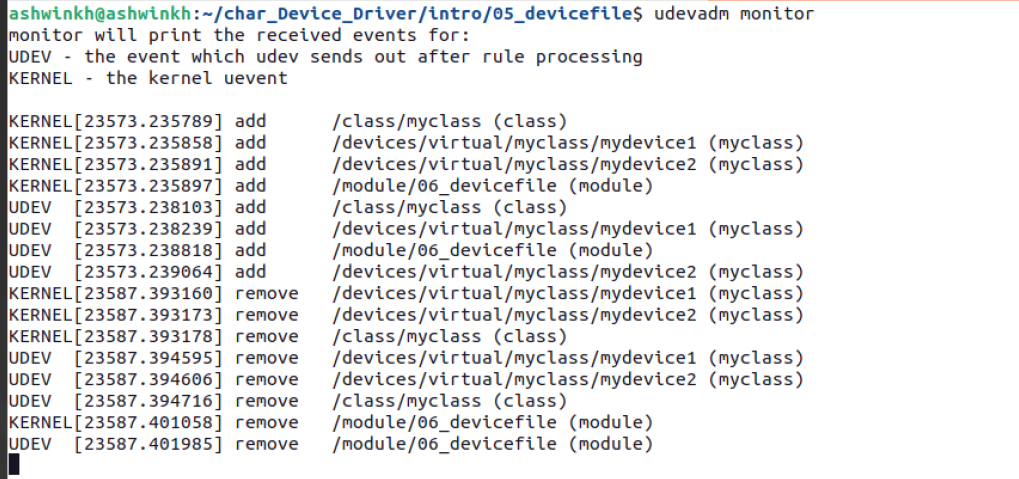 ashwinkh@ashwinkh:~/char_Device_Driver/intro/05_devicefile$ udevadm monitor
monitor will print the received events for:
UDEV - the event which udev sends out after rule processing
KERNEL - the kernel uevent

KERNEL[23573.235789] add      /class/myclass (class)
KERNEL[23573.235858] add      /devices/virtual/myclass/mydevice1 (myclass)
KERNEL[23573.235891] add      /devices/virtual/myclass/mydevice2 (myclass)
KERNEL[23573.235897] add      /module/06_devicefile (module)
UDEV  [23573.238103] add      /class/myclass (class)
UDEV  [23573.238239] add      /devices/virtual/myclass/mydevice1 (myclass)
UDEV  [23573.238818] add      /module/06_devicefile (module)
UDEV  [23573.239064] add      /devices/virtual/myclass/mydevice2 (myclass)
KERNEL[23587.393160] remove   /devices/virtual/myclass/mydevice1 (myclass)
KERNEL[23587.393173] remove   /devices/virtual/myclass/mydevice2 (myclass)
KERNEL[23587.393178] remove   /class/myclass (class)
UDEV  [23587.394595] remove   /devices/virtual/myclass/mydevice1 (myclass)
UDEV  [23587.394606] remove   /devices/virtual/myclass/mydevice2 (myclass)
UDEV  [23587.394716] remove   /class/myclass (class)
KERNEL[23587.401058] remove   /module/06_devicefile (module)
UDEV  [23587.401985] remove   /module/06_devicefile (module)